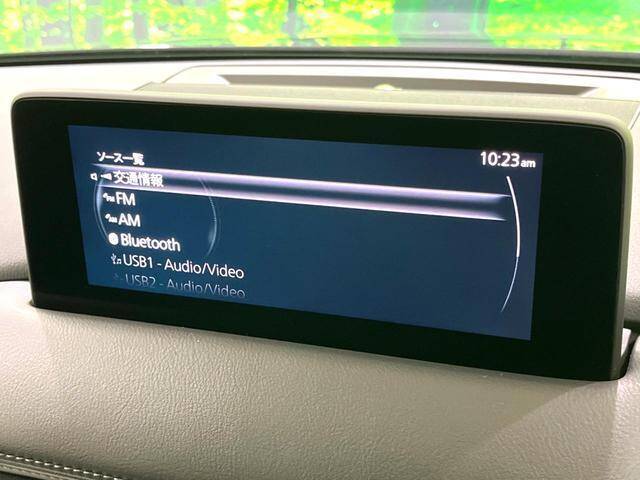 ソース一覧
10:23am
交通情報
FM
AM
Bluetooth
USB1 - Audio/Video
USB2 - Audio/Video